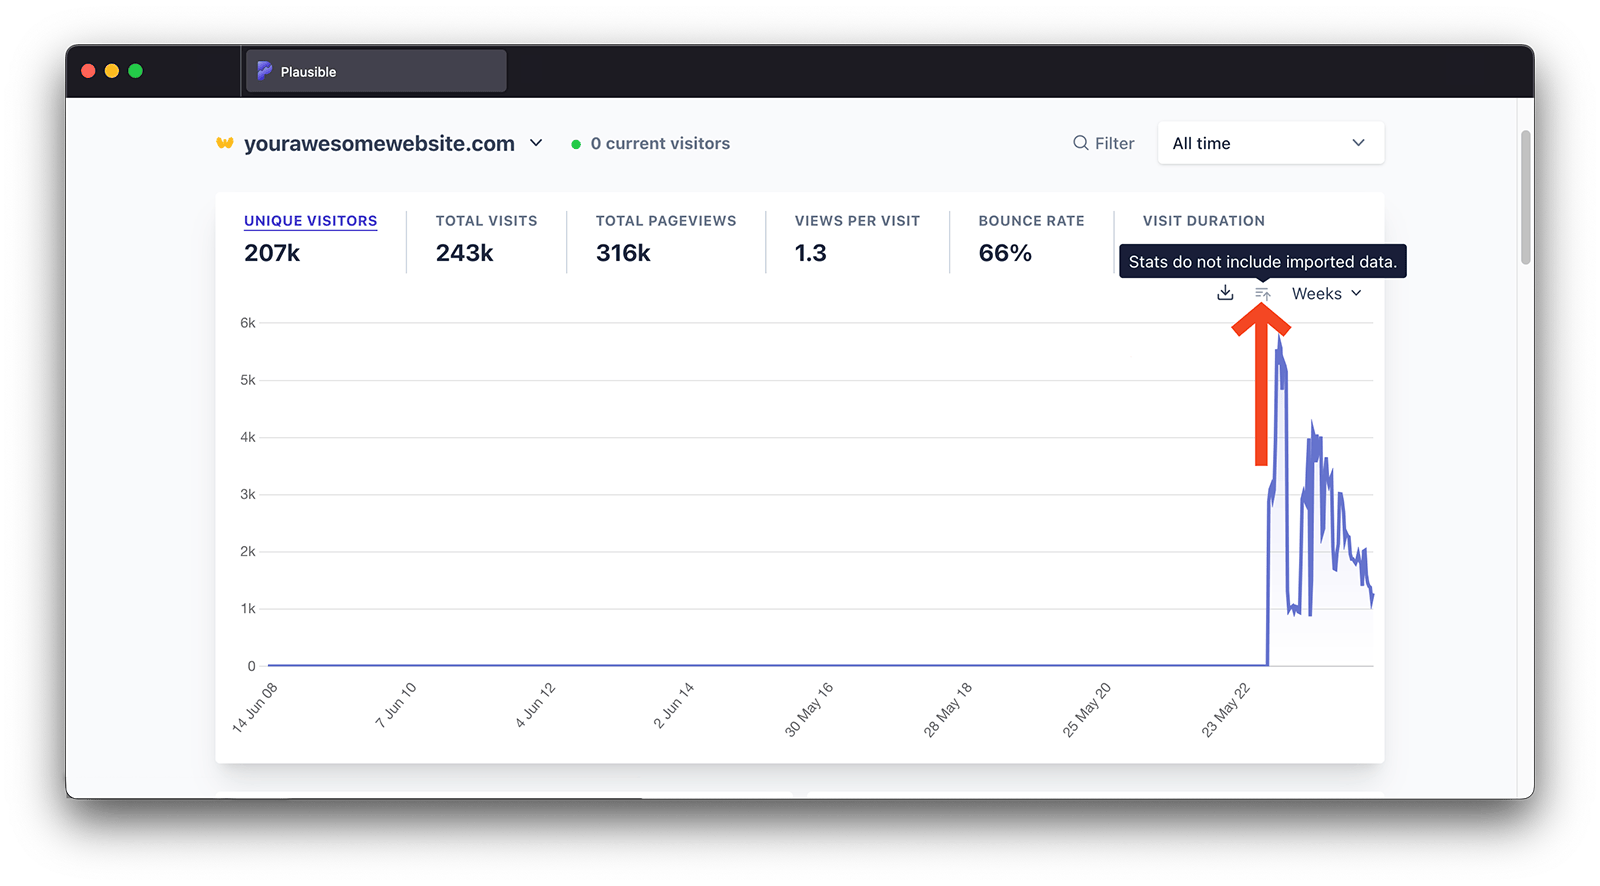 Plausible
yourawesomewebsite.com
0 current visitors
Filter
All time
UNIQUE VISITORS
207k
TOTAL VISITS
243k
TOTAL PAGEVIEWS
316k
VIEWS PER VISIT
1.3
BOUNCE RATE
66%
VISIT DURATION
Stats do not include imported data.
Weeks
6k
5k
4k
3k
2k
1k
0
14 Jun 08
7 Jun 10
4 Jun 12
2 Jun 14
30 May 16
28 May 18
25 May 20
23 May 22